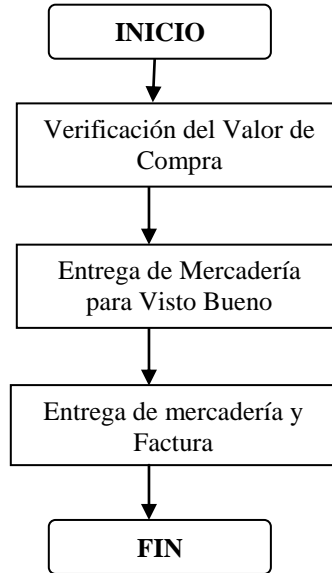 INICIO
Verificación del Valor de
Compra
Entrega de Mercadería
para Visto Bueno
Entrega de mercadería y
Factura
FIN